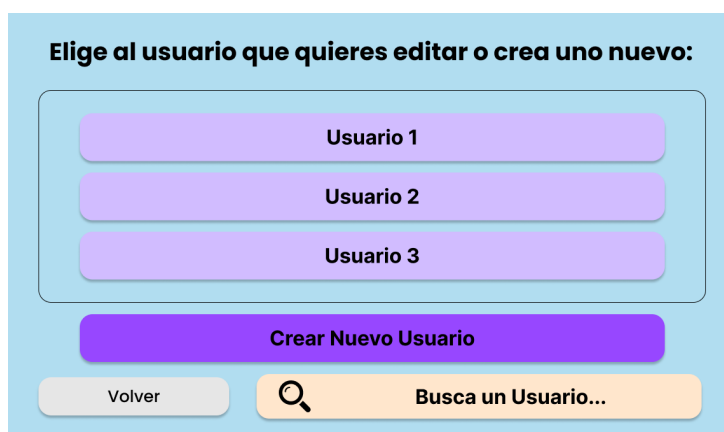 Elige al usuario que quieres editar o crea uno nuevo:
Usuario 1
Usuario 2
Usuario 3
Crear Nuevo Usuario
Volver
Busca un Usuario...